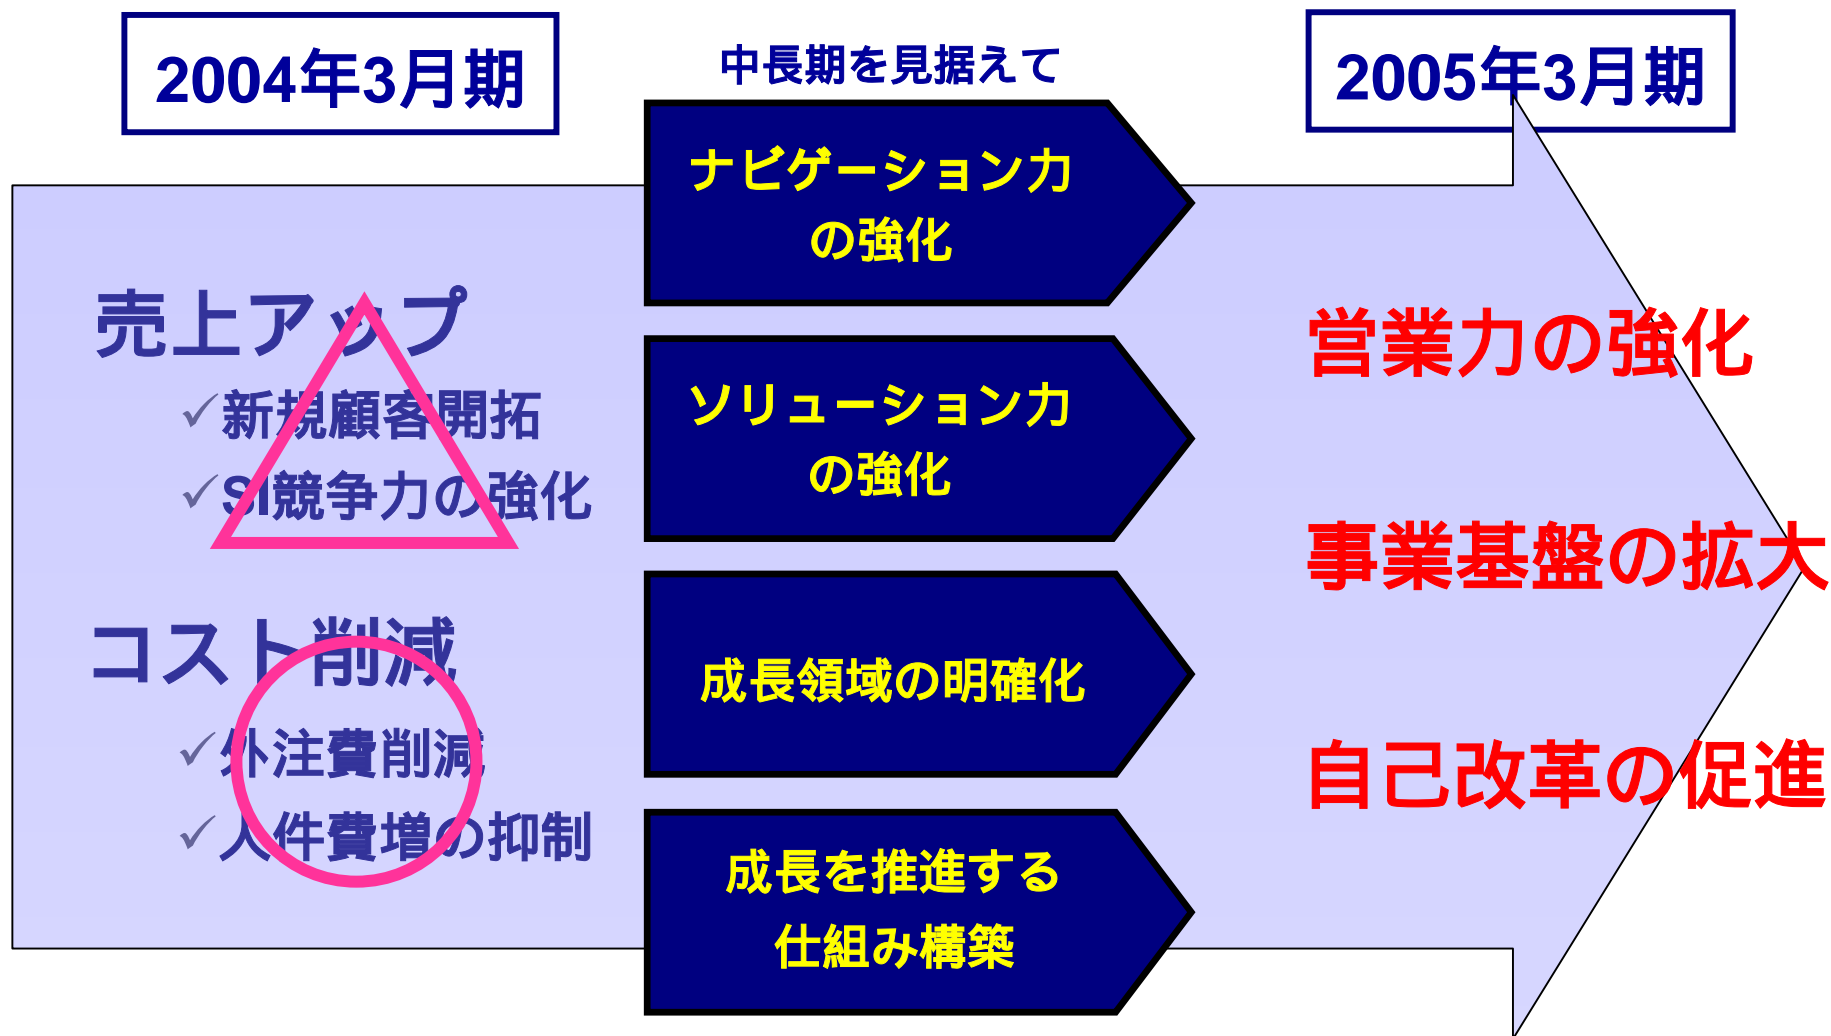 2004年3月期
中長期を見据えて
2005年3月期
売上アップ
新規顧客開拓
SI競争力の強化
コスト削減
外注費削減
人件費増の抑制
ナビゲーション力
の強化
ソリューション力
の強化
成長領域の明確化
成長を推進する
仕組み構築
営業力の強化
事業基盤の拡大
自己改革の促進